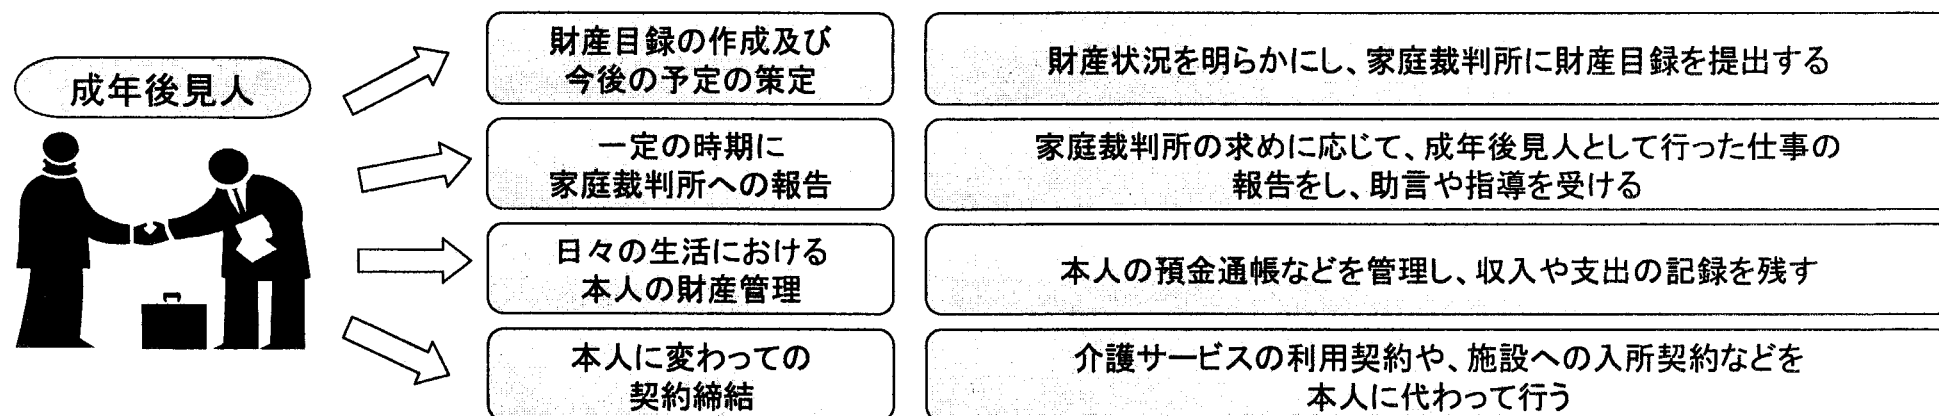 成年後見人
財産目録の作成及び
今後の予定の策定
財産状況を明らかにし、家庭裁判所に財産目録を提出する
一定の時期に
家庭裁判所への報告
家庭裁判所の求めに応じて、成年後見人として行った仕事の
報告をし、助言や指導を受ける
日々の生活における
本人の財産管理
本人の預金通帳などを管理し、収入や支出の記録を残す
本人に変わっての
契約締結
介護サービスの利用契約や、施設への入所契約などを
本人に代わって行う